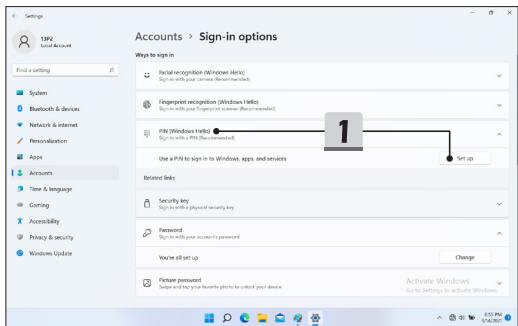 Settings
13P2
Local Account
Find a setting
System
Bluetooth & devices
Network & internet
Personalization
Apps
Accounts
Time & language
Gaming
Accessibility
Privacy & security
Windows Update
Accounts > Sign-in options
Ways to sign in
Facial recognition (Windows Hello)
Sign in with your camera (Recommended)
Fingerprint recognition (Windows Hello)
Sign in with your fingerprint scanner (Recommended)
PIN (Windows Hello)
Sign in with a PIN (Recommended)
1
Use a PIN to sign in to Windows, apps, and services
Set up
Related links
Security key
Sign in with a physical security key
Password
Sign in with your account's password
You're all set up
Change
Picture password
Swipe and tap your favorite photo to unlock your device
Activate Windows
Go to Settings to activate Windows.
6:55 PM
5/14/2021